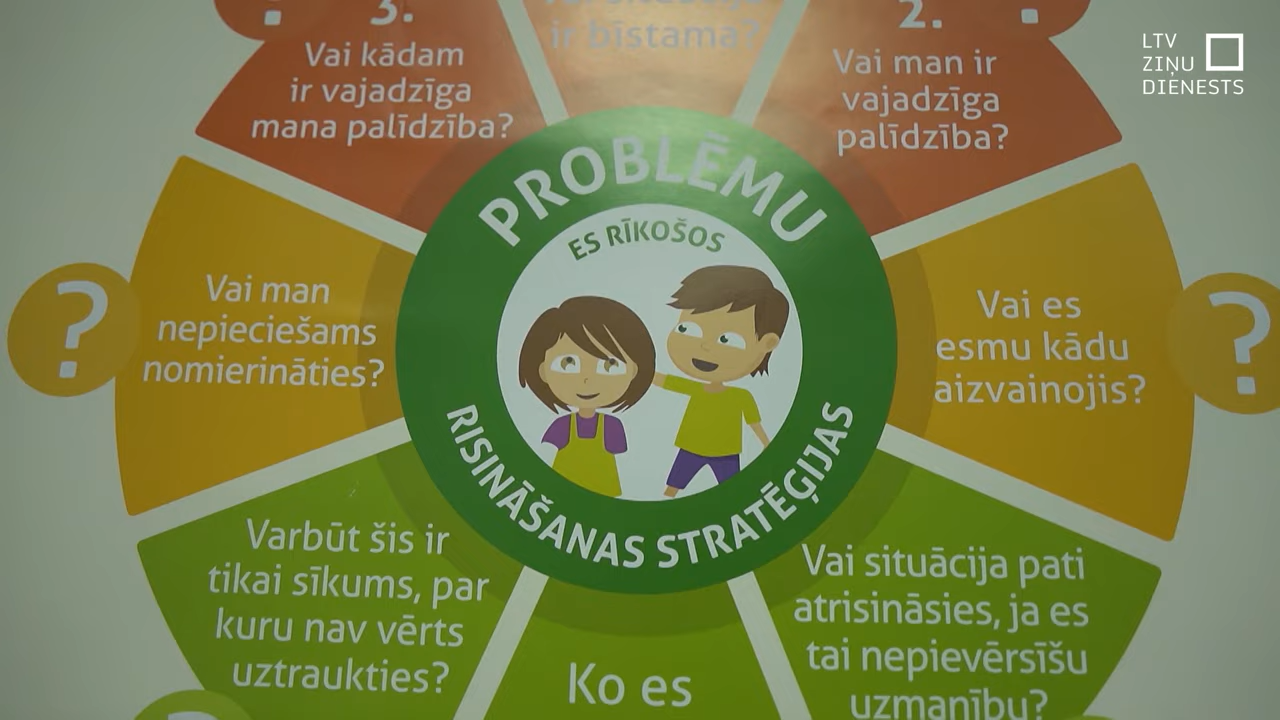 3.
Vai kādam
ir vajadzīga
mana palīdzība?
ir bīstama?
2.
Vai man ir
vajadzīga
palīdzība?
LTV
ZIŅU
DIENESTS
PROBLĒMU
ES RĪKOŠOS
RISINĀŠANAS STRATĒĢIJAS
?
Vai man
nepieciešams
nomierināties?
Vai es
esmu kādu
aizvainojis?
?
Varbūt šis ir
tikai sīkums, par
kuru nav vērts
uztraukties?
Ko es
Vai situācija pati
atrisināsies, ja es
tai nepievērsīšu
uzmanību?